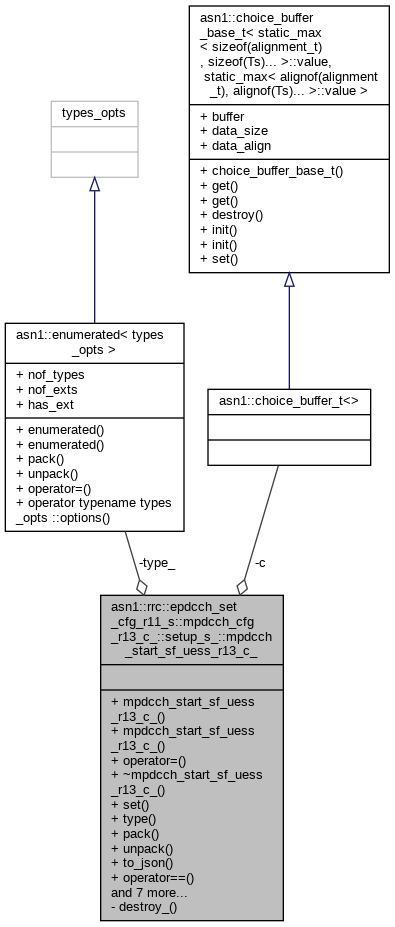 asn1::choice_buffer
_base_t< static_max
< sizeof(alignment_t)
, sizeof(Ts)... >::value,
static_max< alignof(alignment
_t), alignof(Ts)... >::value >
+ buffer
+ data_size
+ data_align
+ choice_buffer_base_t()
+ get()
+ get()
+ destroy()
+ init()
+ init()
+ set()
types_opts
asn1::enumerated< types
_opts >
+ nof_types
+ nof_exts
+ has_ext
+ enumerated()
+ enumerated()
+ pack()
+ unpack()
+ operator=()
+ operator typename types
_opts ::options()
asn1::choice_buffer_t<>
-type_
-c
asn1::rrc::epdcch_set
_cfg_r11_s::mpdcch_cfg
_r13_c_::setup_s_::mpdcch
_start_sf_uess_r13_c_
+ mpdcch_start_sf_uess
_r13_c_()
+ mpdcch_start_sf_uess
_r13_c_()
+ operator=()
+ ~mpdcch_start_sf_uess
_r13_c_()
+ set()
+ type()
+ pack()
+ unpack()
+ to_json()
+ operator==()
and 7 more...
- destroy_()